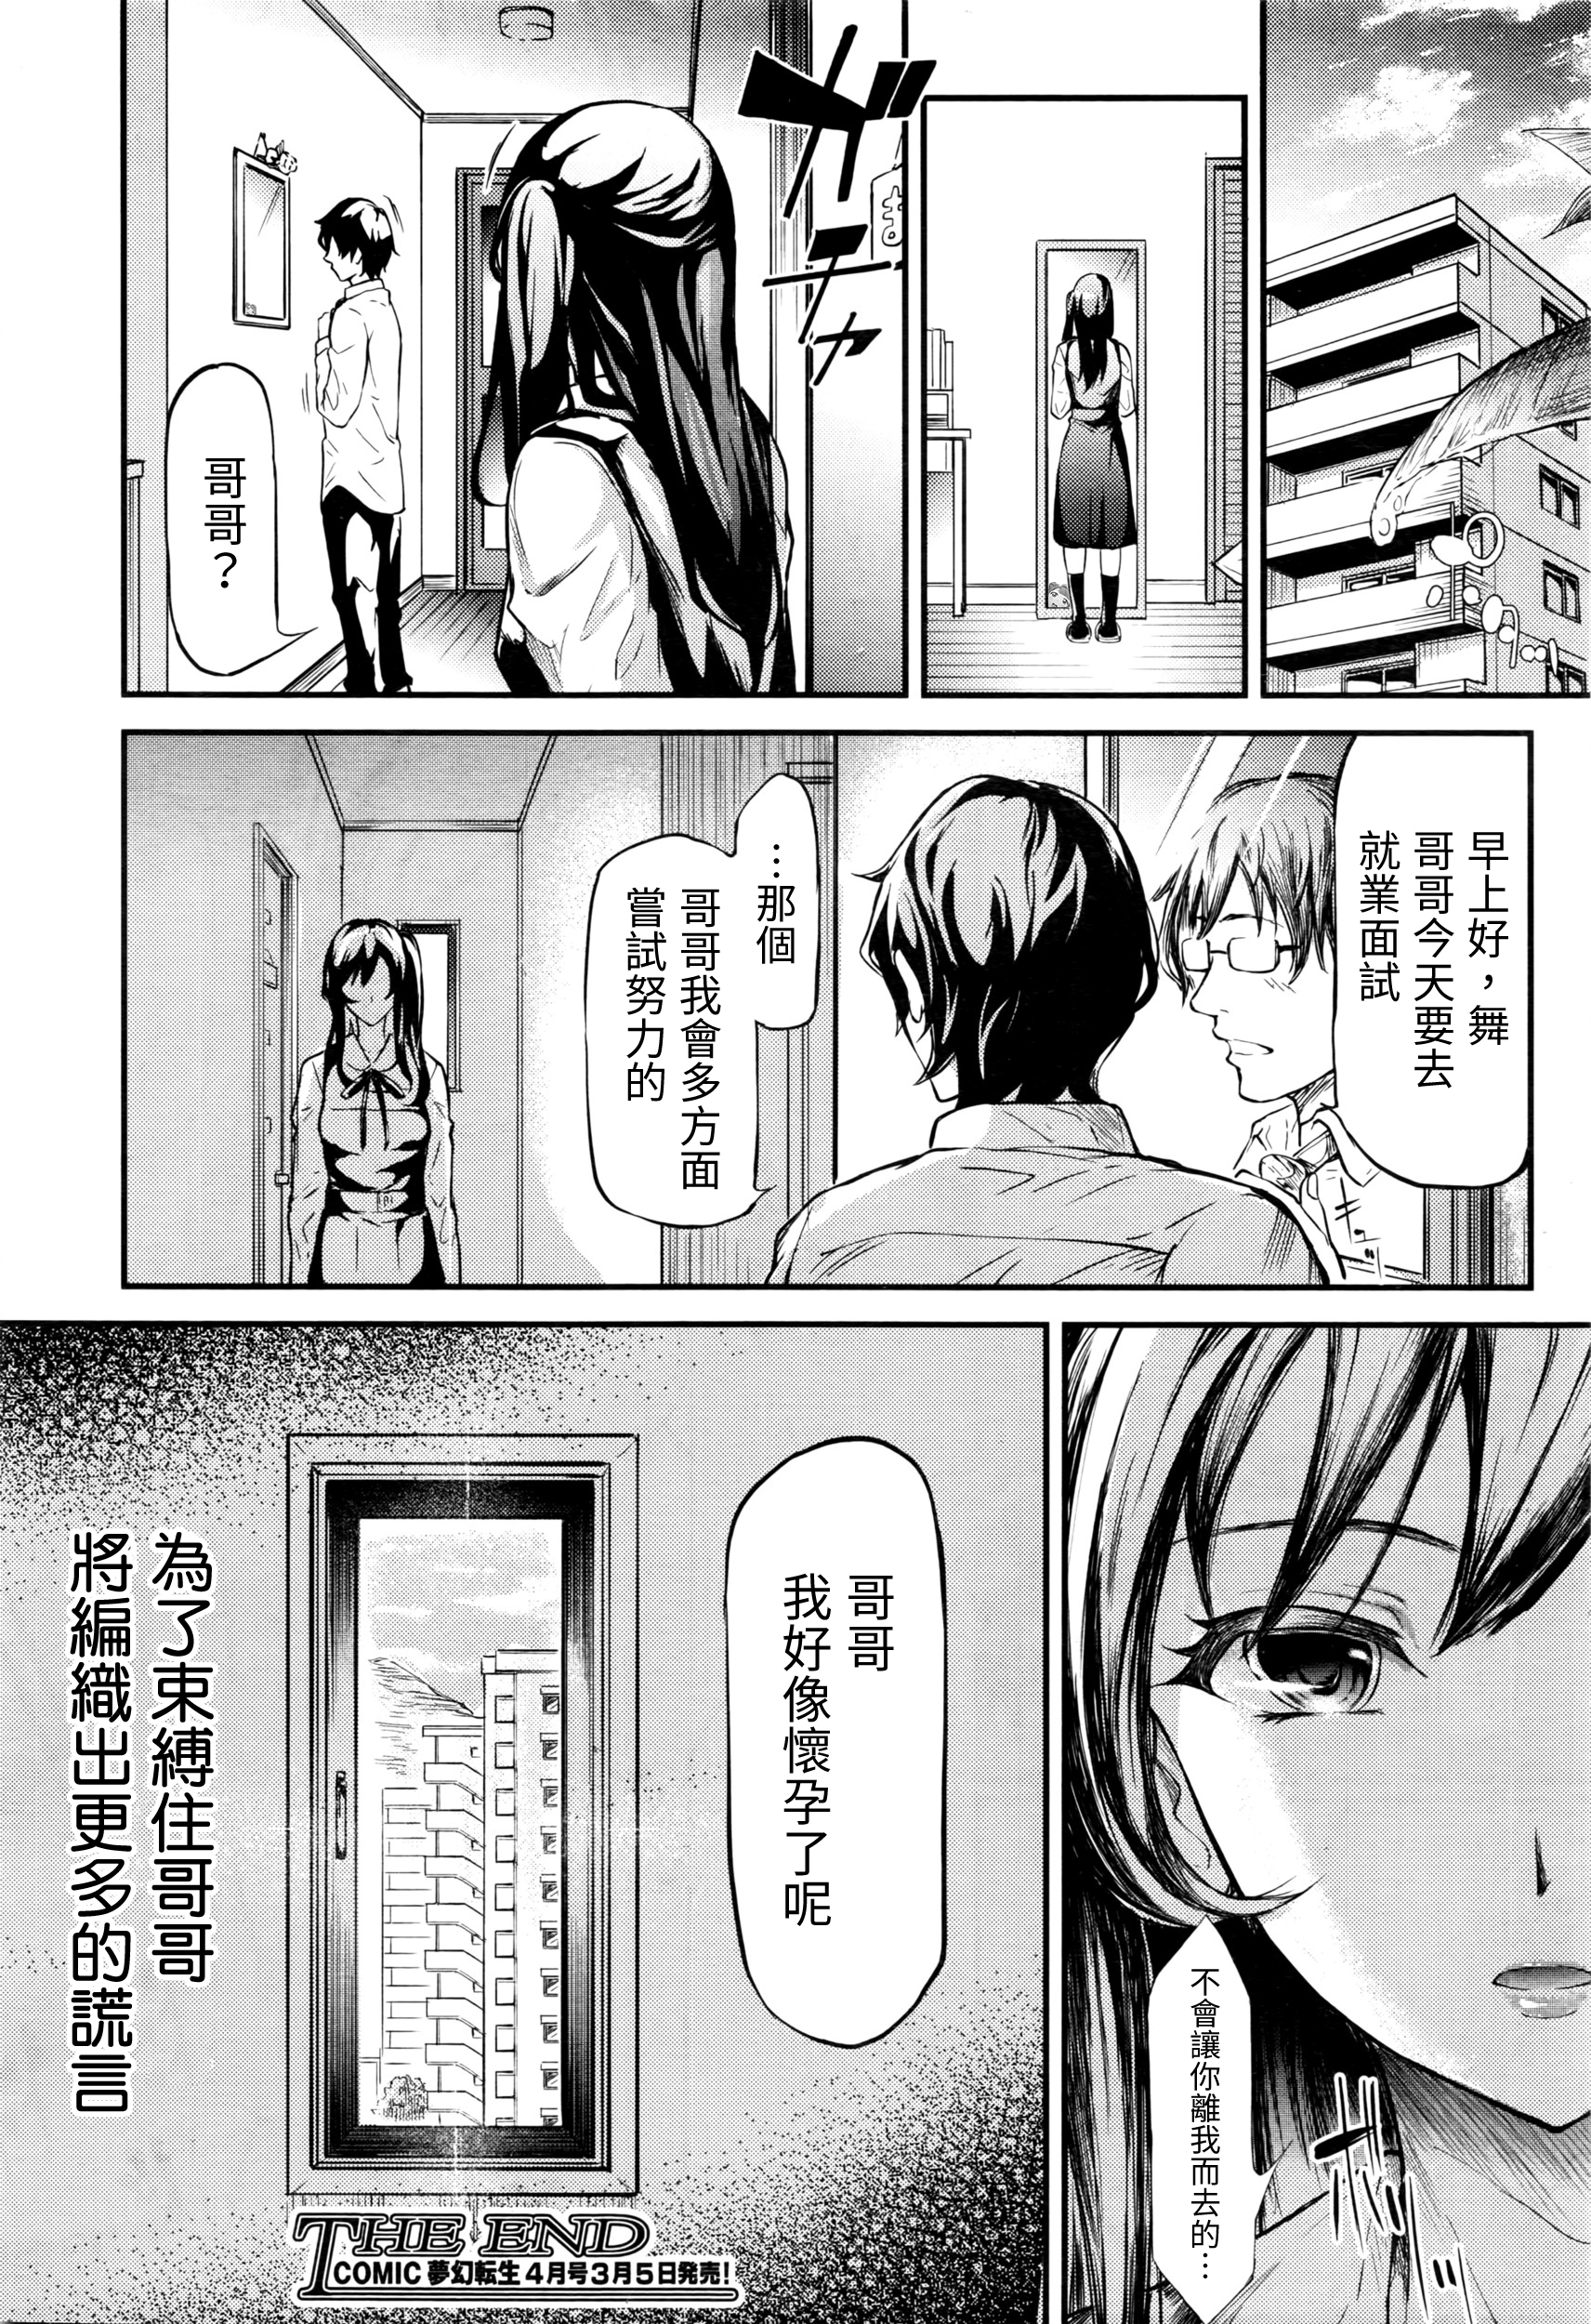 ガチャ
ま
哥哥？
早上好，舞
哥哥今天要去
就業面試
…那個
哥哥我會多方面
嘗試努力的
不會讓你離我而去的…
哥哥
我好像懷孕了呢
為了束縛住哥哥
將編織出更多的謊言
THE END
COMIC 夢幻転生4月号3月5日発売！